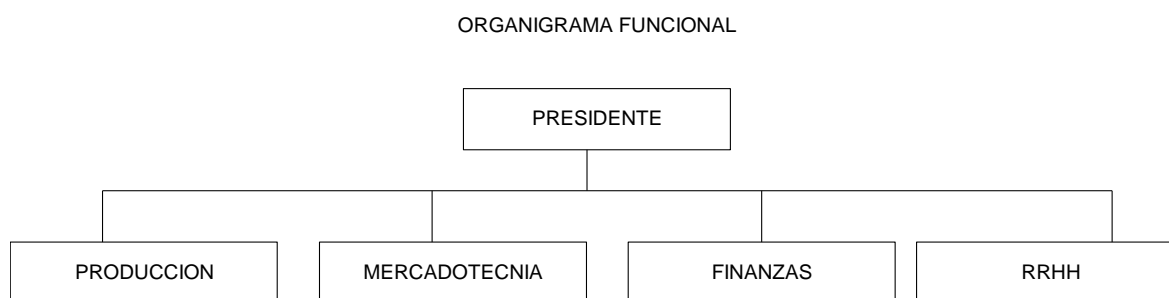 ORGANIGRAMA FUNCIONAL
PRESIDENTE
PRODUCCION
MERCADOTECNIA
FINANZAS
RRHH